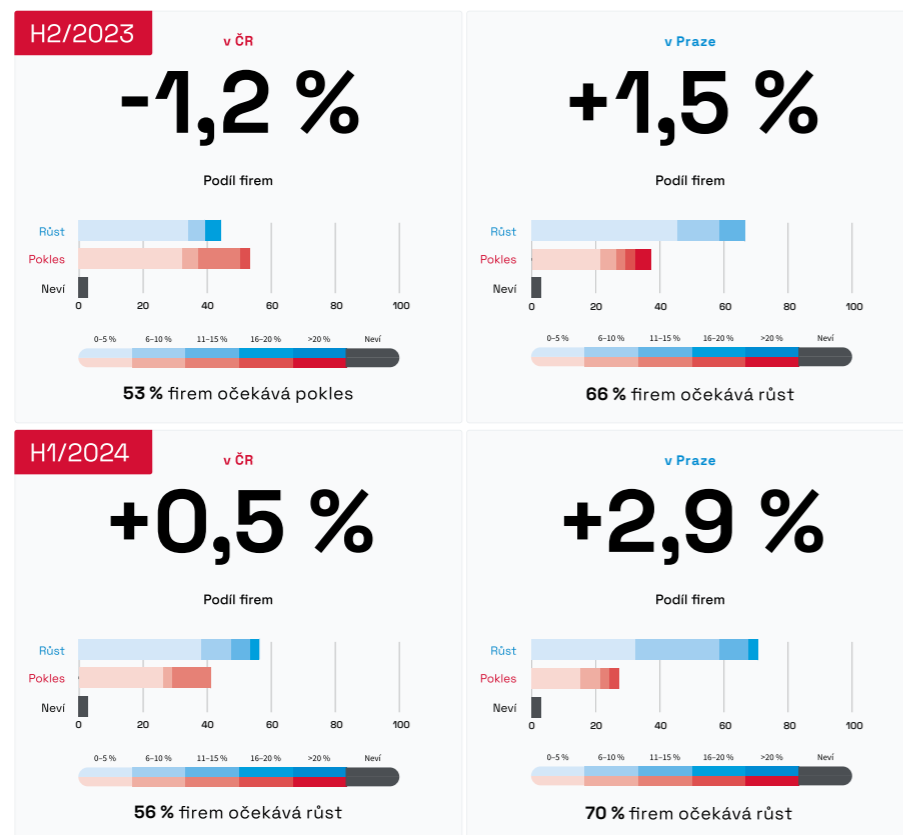 H2/2023
v ČR
-1,2 %
Podíl firem
Růst
Pokles
Neví
0 20 40 60 80 100
0–5 % 6–10 % 11–15 % 16–20 % >20 % Neví
53 % firem očekává pokles
v Praze
+1,5 %
Podíl firem
Růst
Pokles
Neví
0 20 40 60 80 100
0–5 % 6–10 % 11–15 % 16–20 % >20 % Neví
66 % firem očekává růst
H1/2024
v ČR
+0,5 %
Podíl firem
Růst
Pokles
Neví
0 20 40 60 80 100
0–5 % 6–10 % 11–15 % 16–20 % >20 % Neví
56 % firem očekává růst
v Praze
+2,9 %
Podíl firem
Růst
Pokles
Neví
0 20 40 60 80 100
0–5 % 6–10 % 11–15 % 16–20 % >20 % Neví
70 % firem očekává růst